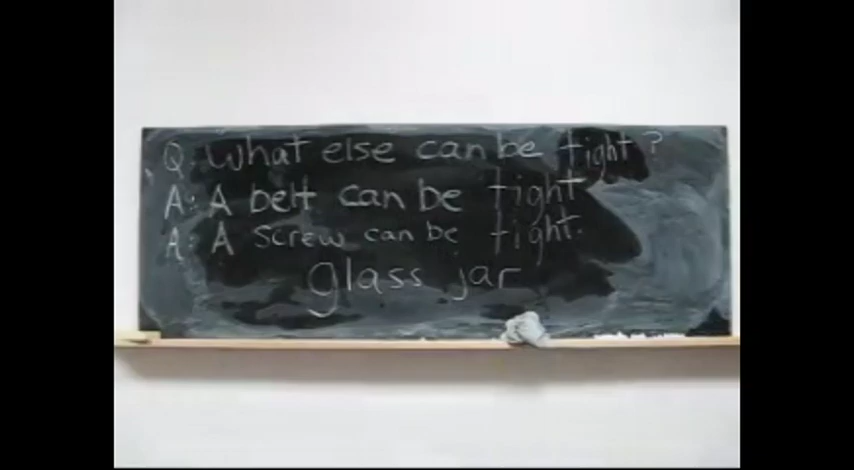 Q: What else can be tight?
A: A belt can be tight
A: A screw can be tight.
glass jar